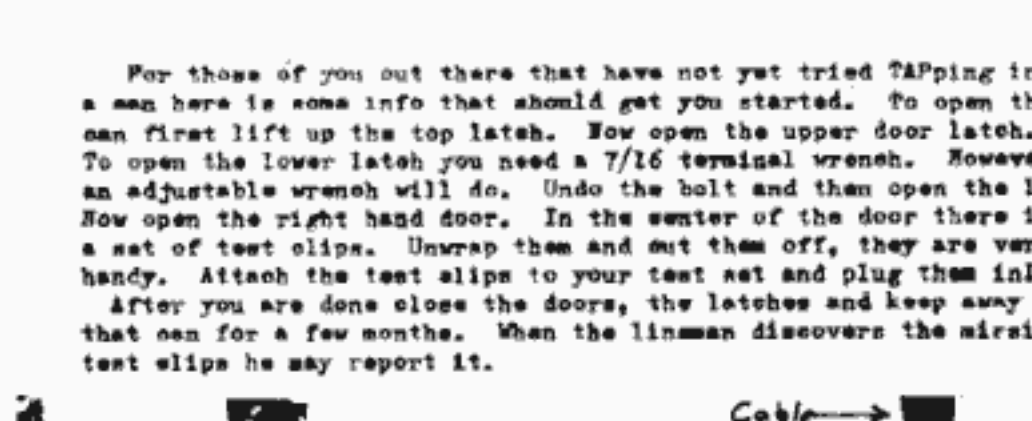 For those of you out there that have not yet tried TAPping in
a can here is some info that should get you started. To open th
can first lift up the top latch. Now open the upper door latch.
To open the lower latch you need a 7/16 terminal wrench. Howeve
an adjustable wrench will do. Undo the bolt and then open the l
Now open the right hand door. In the center of the door there i
a set of test clips. Unwrap them and cut them off, they are ver
handy. Attach the test clips to your test set and plug them in
After you are done close the doors, the latches and keep away
that can for a few months. When the lineman discovers the
test clips he may report it.
Cable